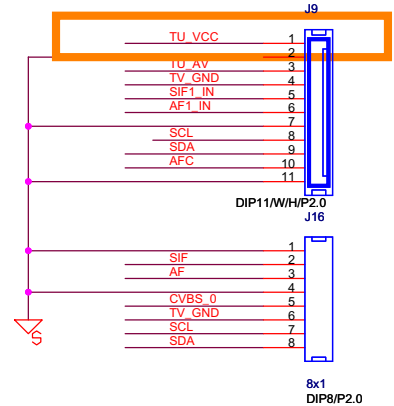 J9
TU_VCC 1
2
TU_AV 3
TV_GND 4
SIF1_IN 5
AF1_IN 6
7
SCL 8
SDA 9
AFC 10
11
DIP11/W/H/P2.0
J16
1
SIF 2
AF 3
4
CVBS_0 5
TV_GND 6
SCL 7
SDA 8
S
8x1
DIP8/P2.0